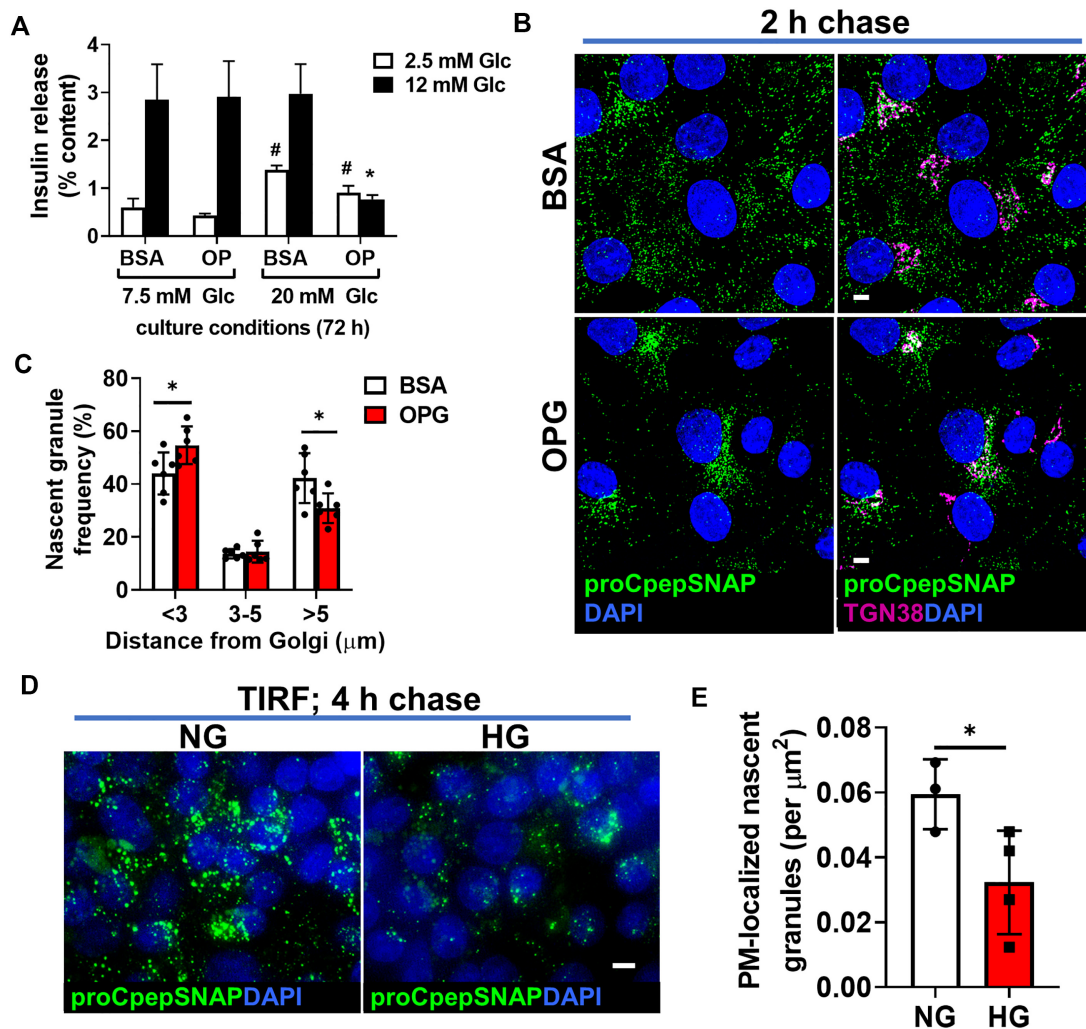 A
Insulin release
(% content)
4
3
2
1
0
2.5 mM Glc
12 mM Glc
#
#
*
BSA
OP
BSA
OP
7.5 mM Glc
20 mM Glc
culture conditions (72 h)
B
2 h chase
BSA
OPG
proCpepSNAP
DAPI
proCpepSNAP
TGN38DAPI
C
Nascent granule
frequency (%)
80
60
40
20
0
*
*
BSA
OPG
<3
3-5
>5
Distance from Golgi (μm)
D
TIRF; 4 h chase
NG
HG
proCpepSNAPDAPI
proCpepSNAPDAPI
E
PM-localized nascent
granules (per μm²)
0.08
0.06
0.04
0.02
0.00
*
NG
HG